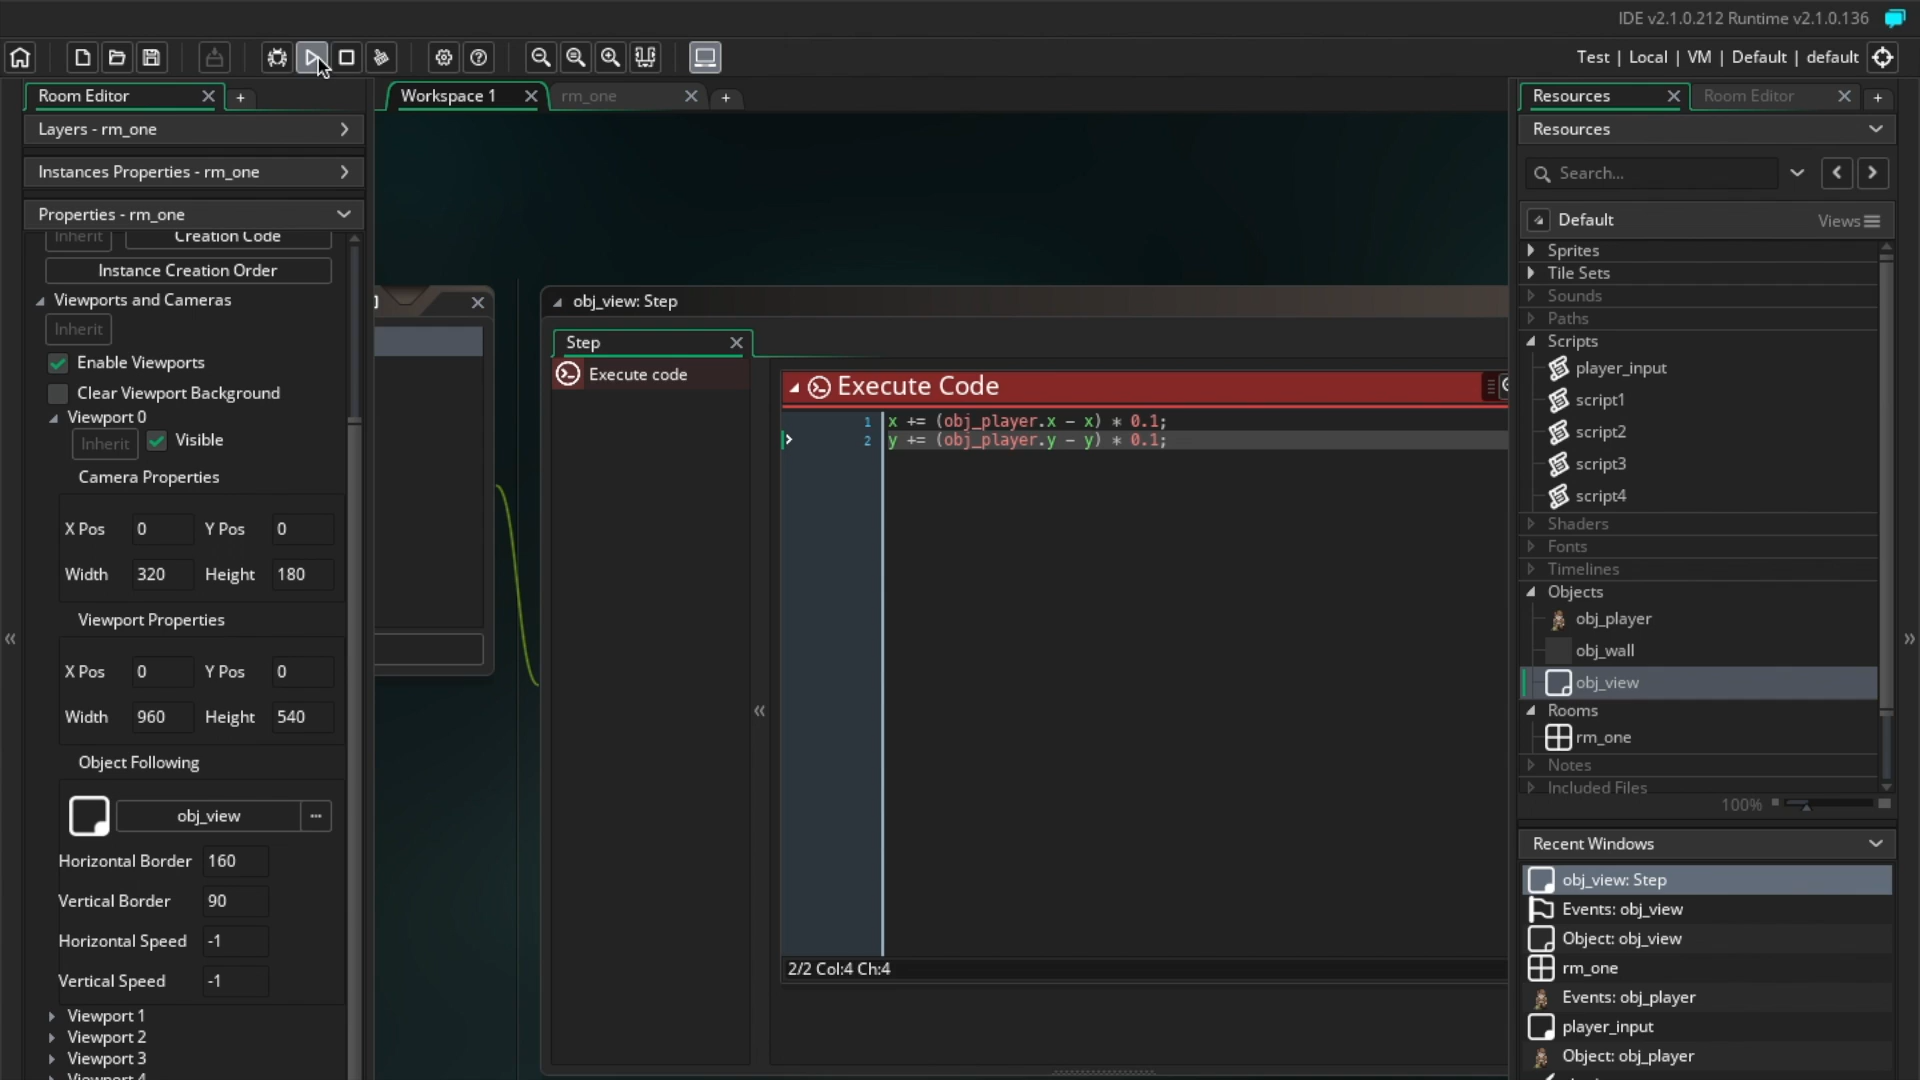 IDE v2.1.0.212 Runtime v2.1.0.136
Test | Local | VM | Default | default
Room Editor
Layers - rm_one
Instances Properties - rm_one
Properties - rm_one
Inherit
Creation Code
Instance Creation Order
Viewports and Cameras
Inherit
Enable Viewports
Clear Viewport Background
Viewport 0
Inherit
Visible
Camera Properties
X Pos 0 Y Pos 0
Width 320 Height 180
Viewport Properties
X Pos 0 Y Pos 0
Width 960 Height 540
Object Following
obj_view
Horizontal Border 160
Vertical Border 90
Horizontal Speed -1
Vertical Speed -1
Viewport 1
Viewport 2
Viewport 3
Viewport 4
Workspace 1
rm_one
obj_view: Step
Step
Execute code
Execute Code
1 x += (obj_player.x - x) * 0.1;
2 y += (obj_player.y - y) * 0.1;
2/2 Col:4 Ch:4
Resources
Room Editor
Resources
Search...
Default
Views
Sprites
Tile Sets
Sounds
Paths
Scripts
player_input
script1
script2
script3
script4
Shaders
Fonts
Timelines
Objects
obj_player
obj_wall
obj_view
Rooms
rm_one
Notes
Included Files
100%
Recent Windows
obj_view: Step
Events: obj_view
Object: obj_view
rm_one
Events: obj_player
player_input
Object: obj_player